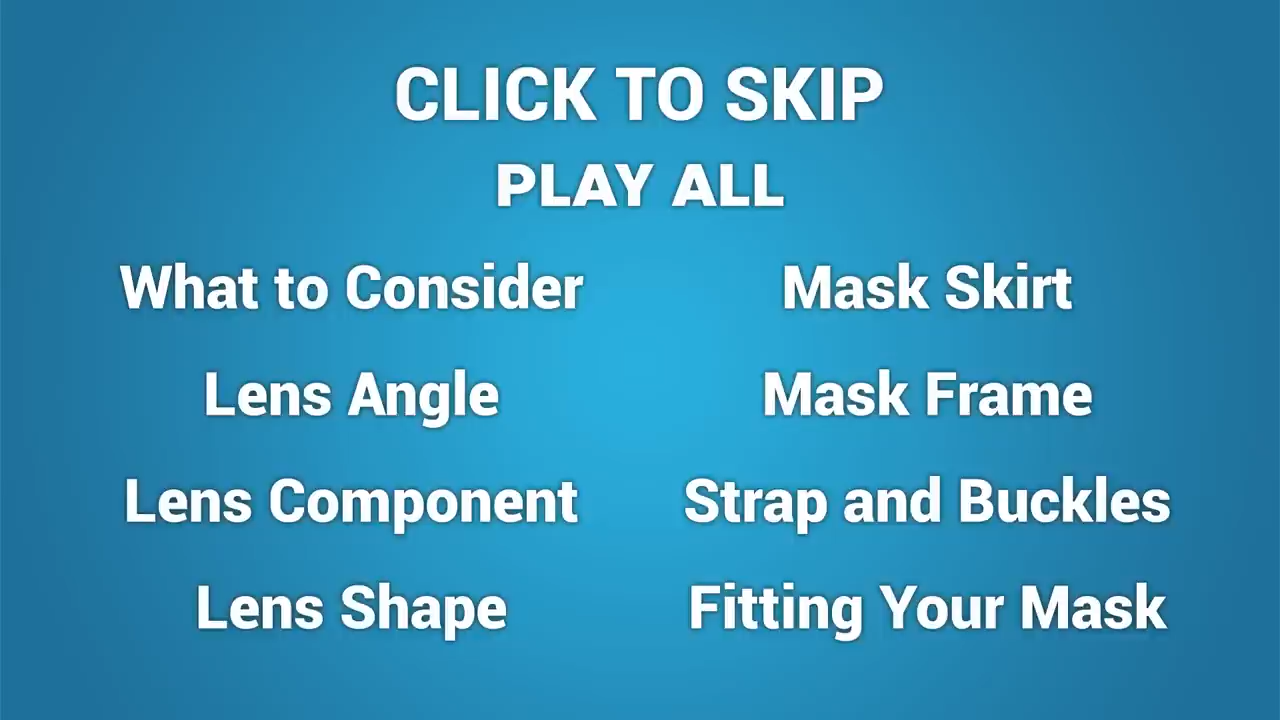 CLICK TO SKIP
PLAY ALL
What to Consider
Lens Angle
Lens Component
Lens Shape
Mask Skirt
Mask Frame
Strap and Buckles
Fitting Your Mask